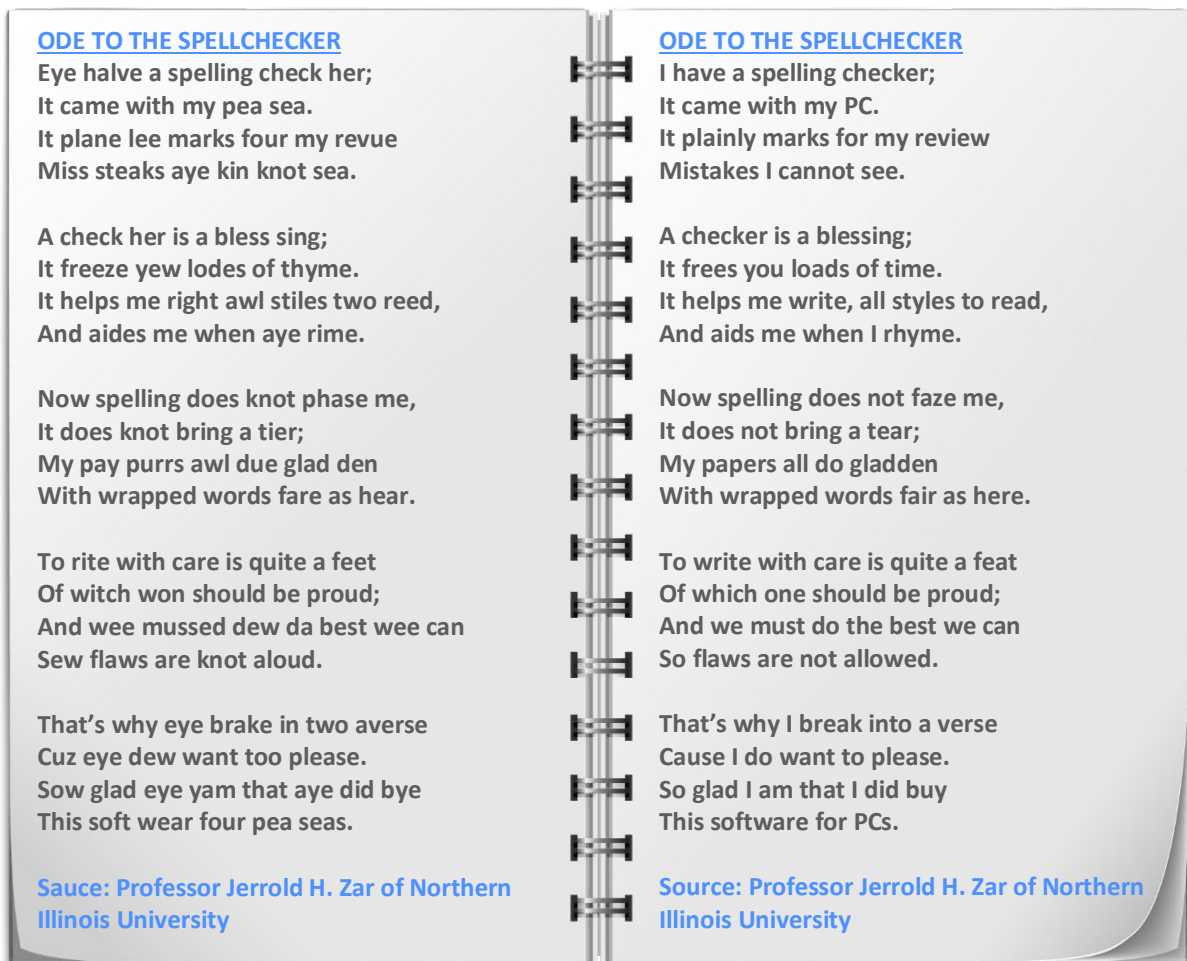 ODE TO THE SPELLCHECKER
Eye halve a spelling check her;
It came with my pea sea.
It plane lee marks four my revue
Miss steaks aye kin knot sea.
A check her is a bless sing;
It freeze yew lodes of thyme.
It helps me right awl stiles two reed,
And aides me when aye rime.
Now spelling does knot phase me,
It does knot bring a tier;
My pay purrs awl due glad den
With wrapped words fare as hear.
To rite with care is quite a feet
Of witch won should be proud;
And wee mussed dew da best wee can
Sew flaws are knot aloud.
That’s why eye brake in two averse
Cuz eye dew want too please.
Sow glad eye yam that aye did bye
This soft wear four pea seas.
Sauce: Professor Jerrold H. Zar of Northern
Illinois University
ODE TO THE SPELLCHECKER
I have a spelling checker;
It came with my PC.
It plainly marks for my review
Mistakes I cannot see.
A checker is a blessing;
It frees you loads of time.
It helps me write, all styles to read,
And aids me when I rhyme.
Now spelling does not faze me,
It does not bring a tear;
My papers all do gladden
With wrapped words fair as here.
To write with care is quite a feat
Of which one should be proud;
And we must do the best we can
So flaws are not allowed.
That’s why I break into a verse
Cause I do want to please.
So glad I am that I did buy
This software for PCs.
Source: Professor Jerrold H. Zar of Northern
Illinois University